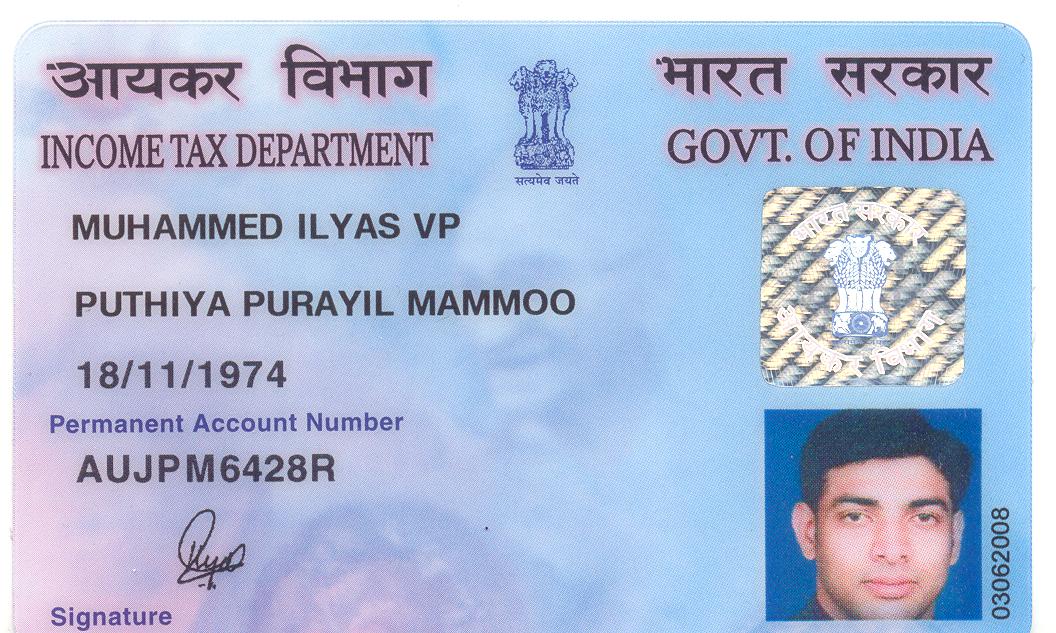 आयकर विभाग
भारत सरकार
INCOME TAX DEPARTMENT
GOVT. OF INDIA
सत्यमेव जयते
MUHAMMED ILYAS VP
भारत सरकार
आयकर विभाग
PUTHIYA PURAYIL MAMMOO
18/11/1974
Permanent Account Number
AUJPM6428R
03062008
Signature